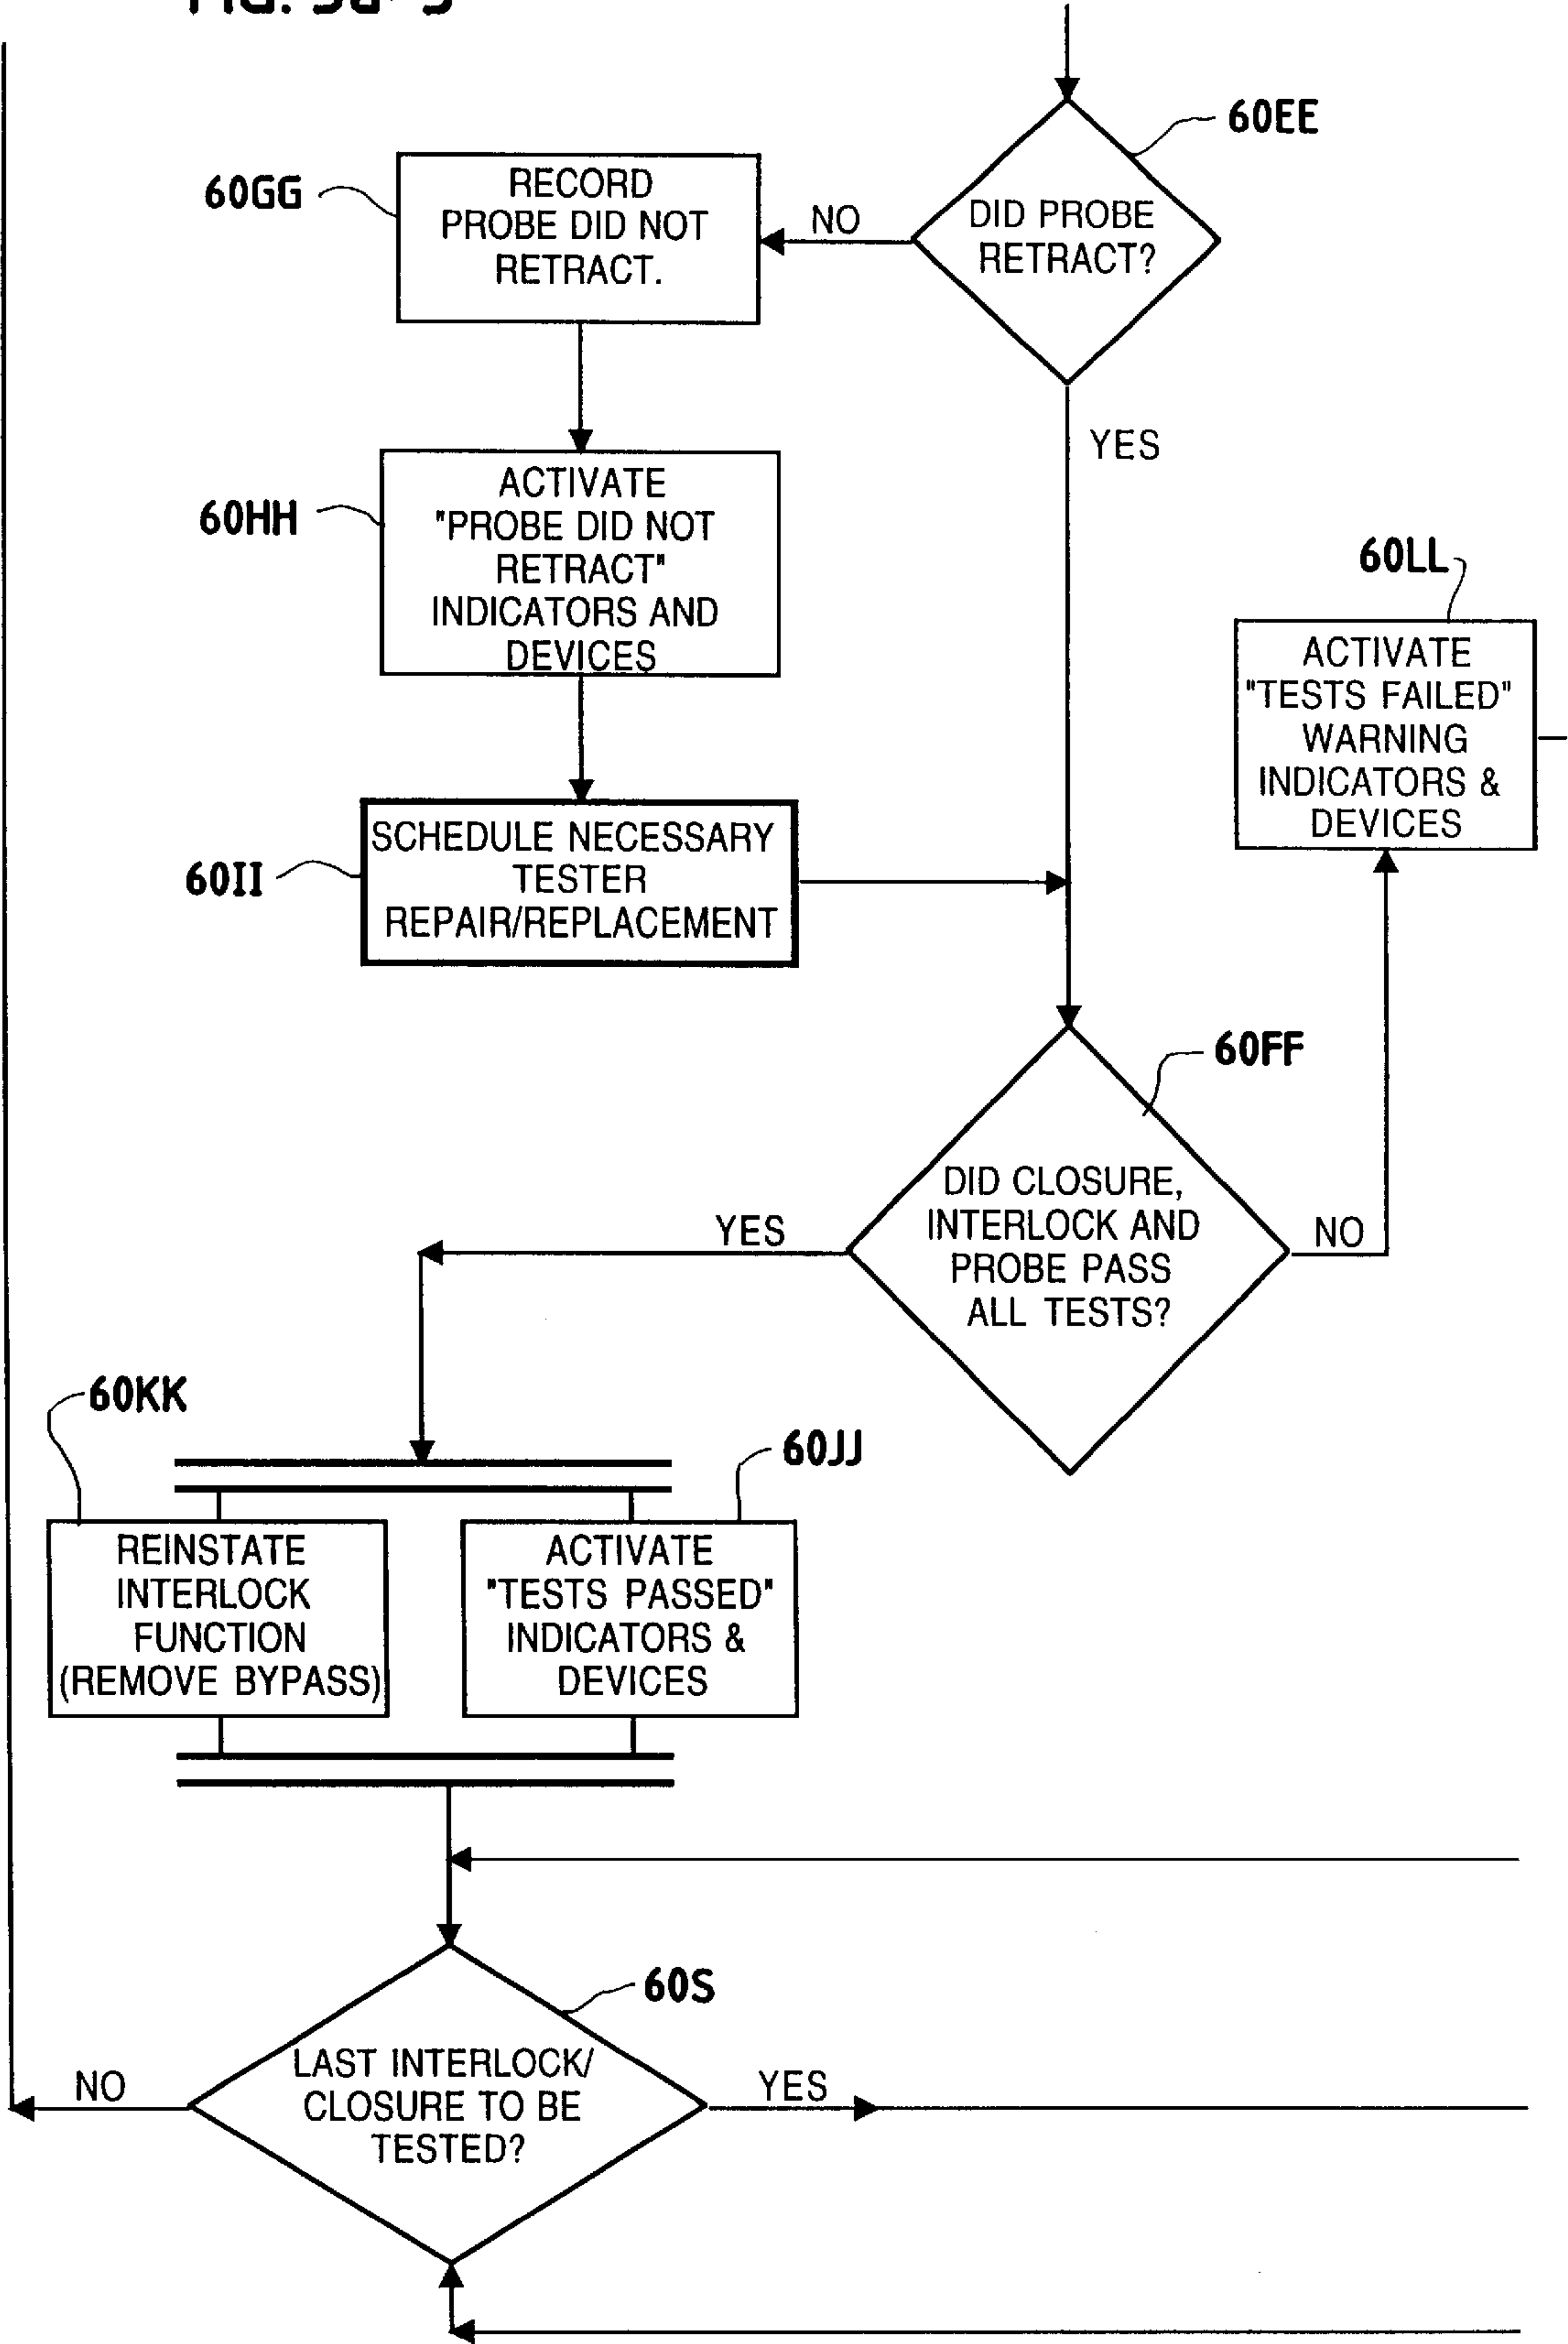 60EE
DID PROBE
RETRACT?
NO
60GG
RECORD
PROBE DID NOT
RETRACT.
YES
60HH
ACTIVATE
"PROBE DID NOT
RETRACT"
INDICATORS AND
DEVICES
60LL
ACTIVATE
"TESTS FAILED"
WARNING
INDICATORS &
DEVICES
60II
SCHEDULE NECESSARY
TESTER
REPAIR/REPLACEMENT
60FF
DID CLOSURE,
INTERLOCK AND
PROBE PASS
ALL TESTS?
YES
NO
60KK
60JJ
REINSTATE
INTERLOCK
FUNCTION
(REMOVE BYPASS)
ACTIVATE
"TESTS PASSED"
INDICATORS &
DEVICES
60S
LAST INTERLOCK/
CLOSURE TO BE
TESTED?
NO
YES